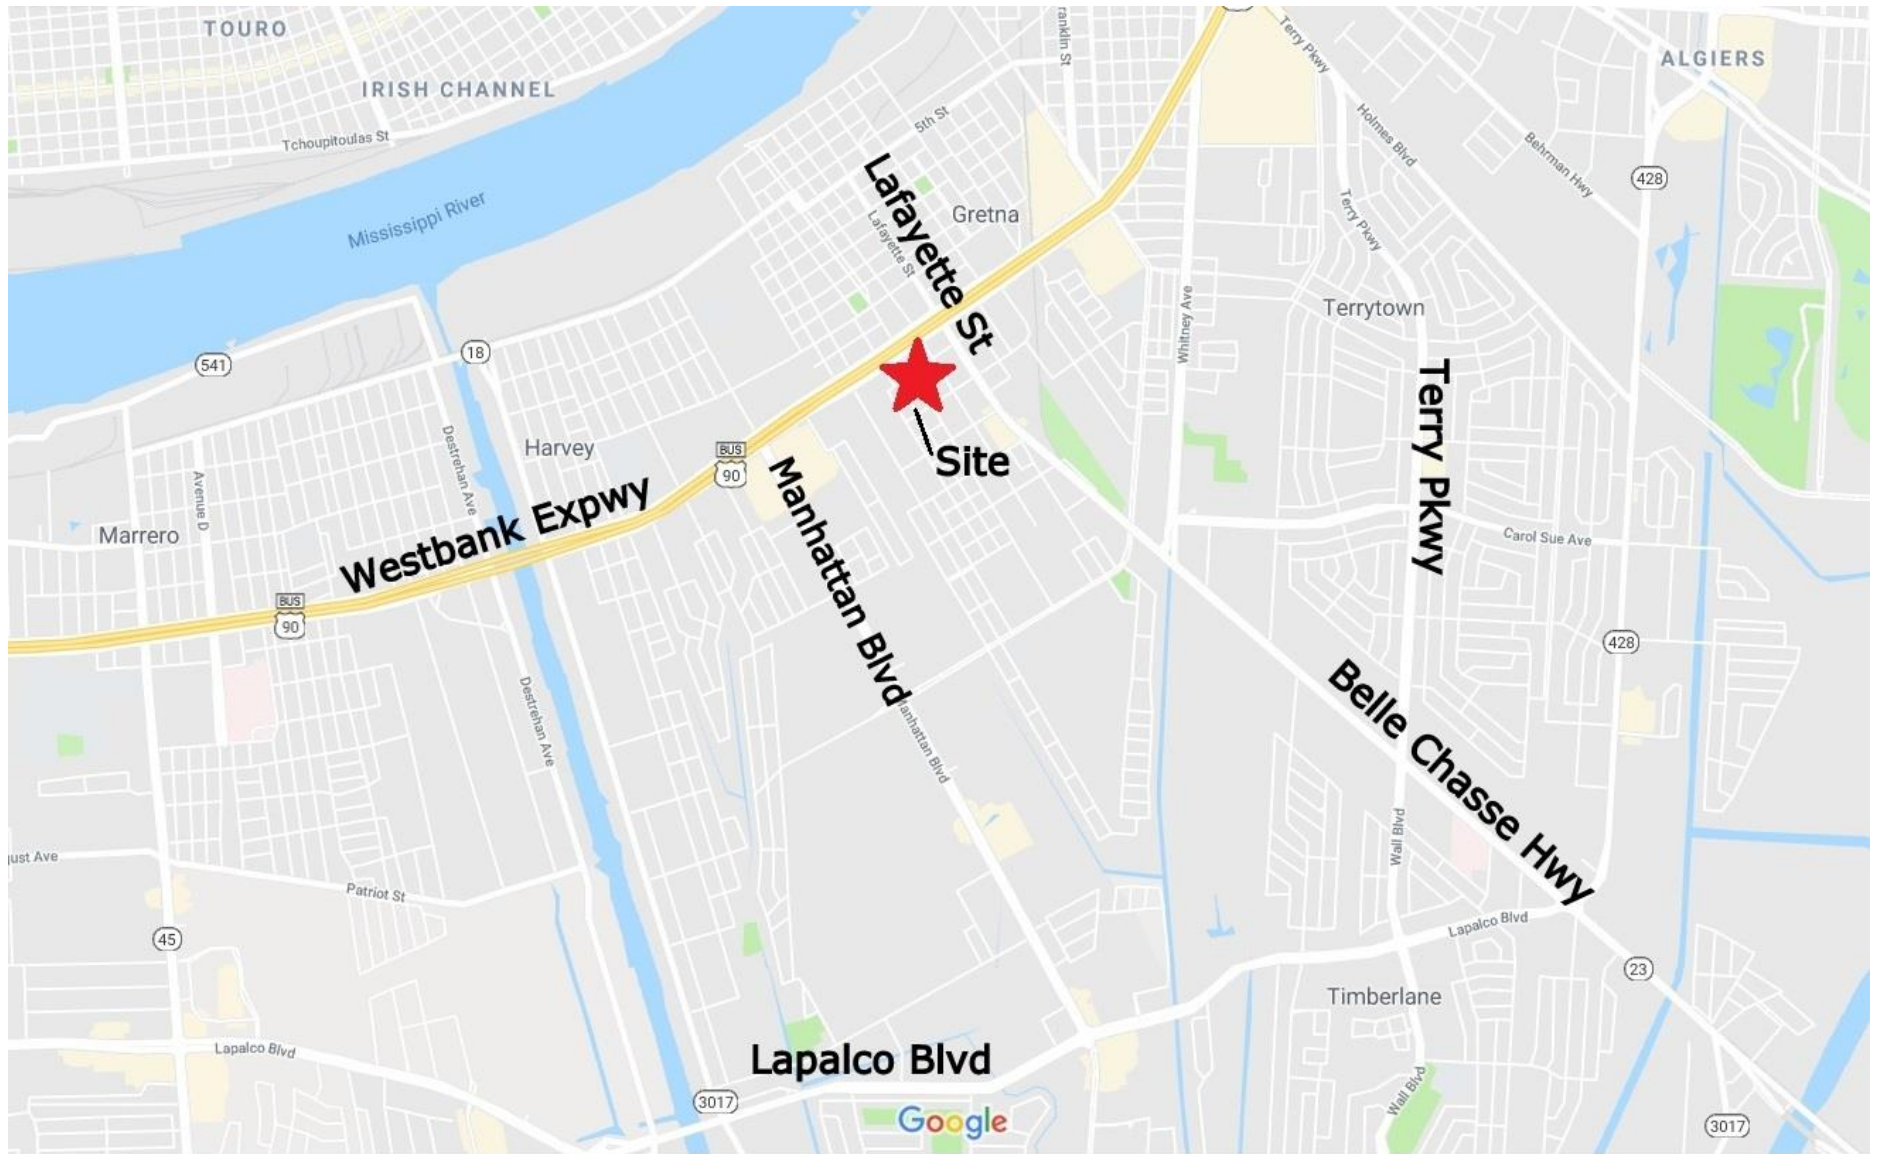 TOURO
IRISH CHANNEL
Tchoupitoulas St
Mississippi River
ranklin St
5th St
Terry Pkwy
Holmes Blvd
Behrman Hwy
ALGIERS
428
Lafayette St
Lafayette St
Gretna
Terry Pkwy
Terrytown
Whitney Ave
541
18
Site
Harvey
Destrehan Ave
Avenue D
Marrero
BUS
90
Westbank Expwy
BUS
90
Manhattan Blvd
Manhattan Blvd
Terry Pkwy
Carol Sue Ave
428
Destrehan Ave
Belle Chasse Hwy
Wall Blvd
ust Ave
Patriot St
45
Lapalco Blvd
23
Timberlane
Lapalco Blvd
Lapalco Blvd
3017
Google
Wall Blvd
3017